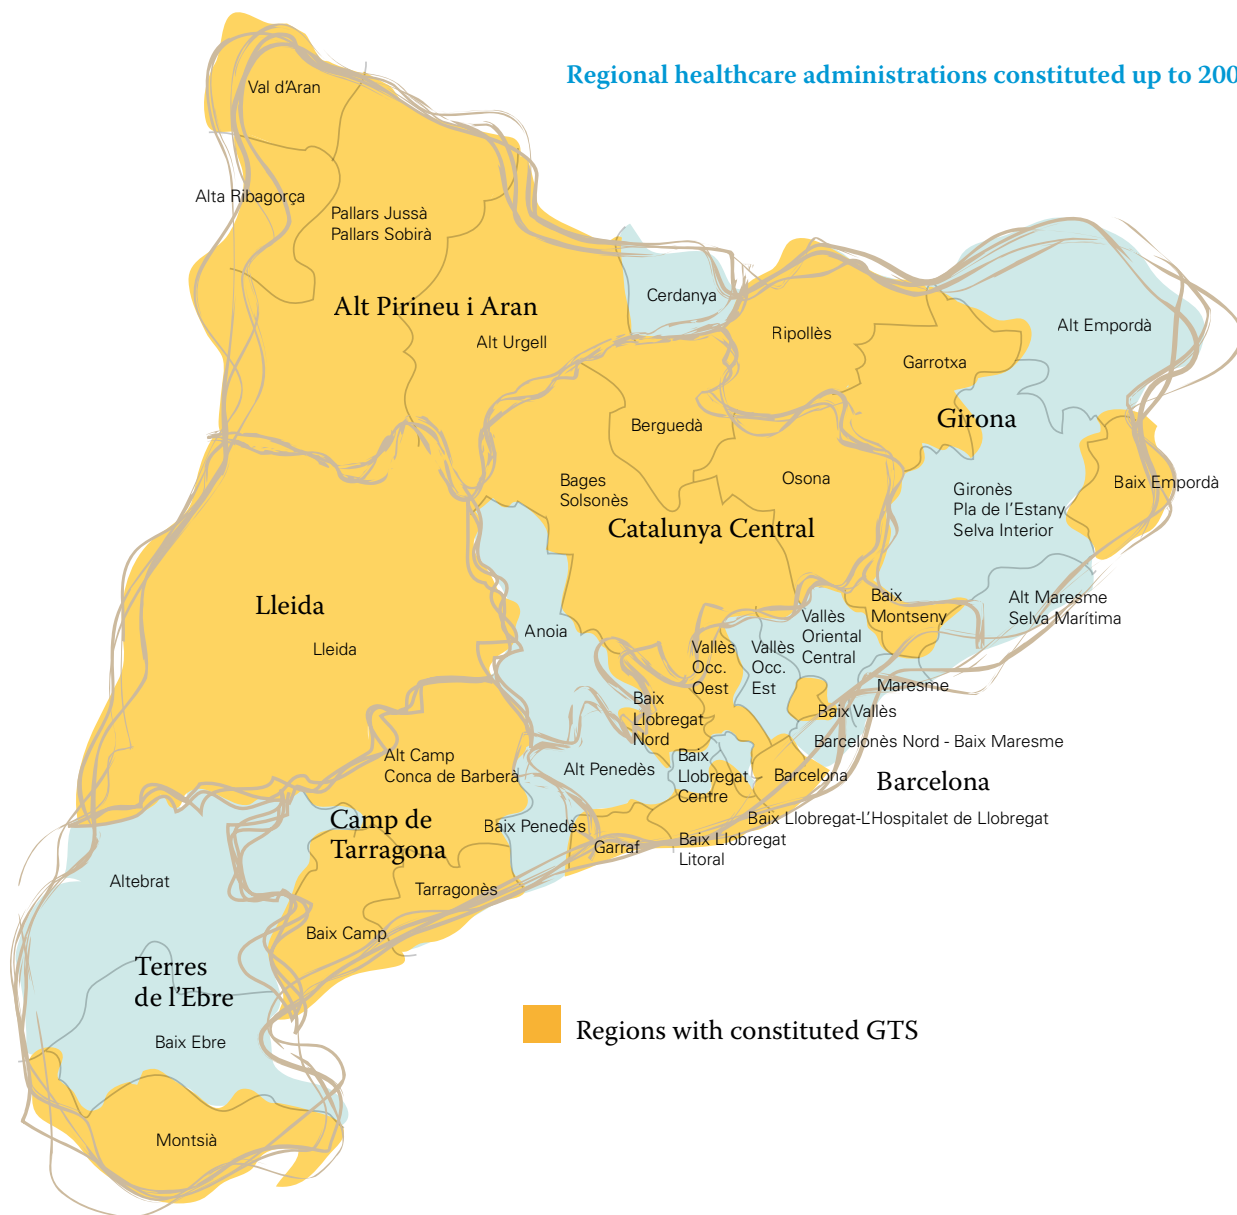 Regional healthcare administrations constituted up to 200
Val d'Aran
Alta Ribagorça
Pallars Jussà
Pallars Sobirà
Alt Pirineu i Aran
Alt Urgell
Cerdanya
Ripollès
Garrotxa
Alt Empordà
Girona
Berguedà
Bages
Solsonès
Osona
Catalunya Central
Gironès
Pla de l'Estany
Selva Interior
Baix Empordà
Lleida
Lleida
Anoia
Vallès
Occ.
Oest
Vallès
Occ.
Est
Vallès
Oriental
Central
Baix
Montseny
Alt Maresme
Selva Marítima
Maresme
Baix Vallès
Baix
Llobregat
Nord
Barcelonès Nord - Baix Maresme
Alt Camp
Conca de Barberà
Alt Penedès
Baix
Llobregat
Centre
Barcelona
Barcelona
Camp de
Tarragona
Baix Penedès
Garraf
Baix Llobregat-L'Hospitalet de Llobregat
Baix Llobregat
Litoral
Altebrat
Tarragonès
Baix Camp
Terres
de l'Ebre
Baix Ebre
Regions with constituted GTS
Montsià